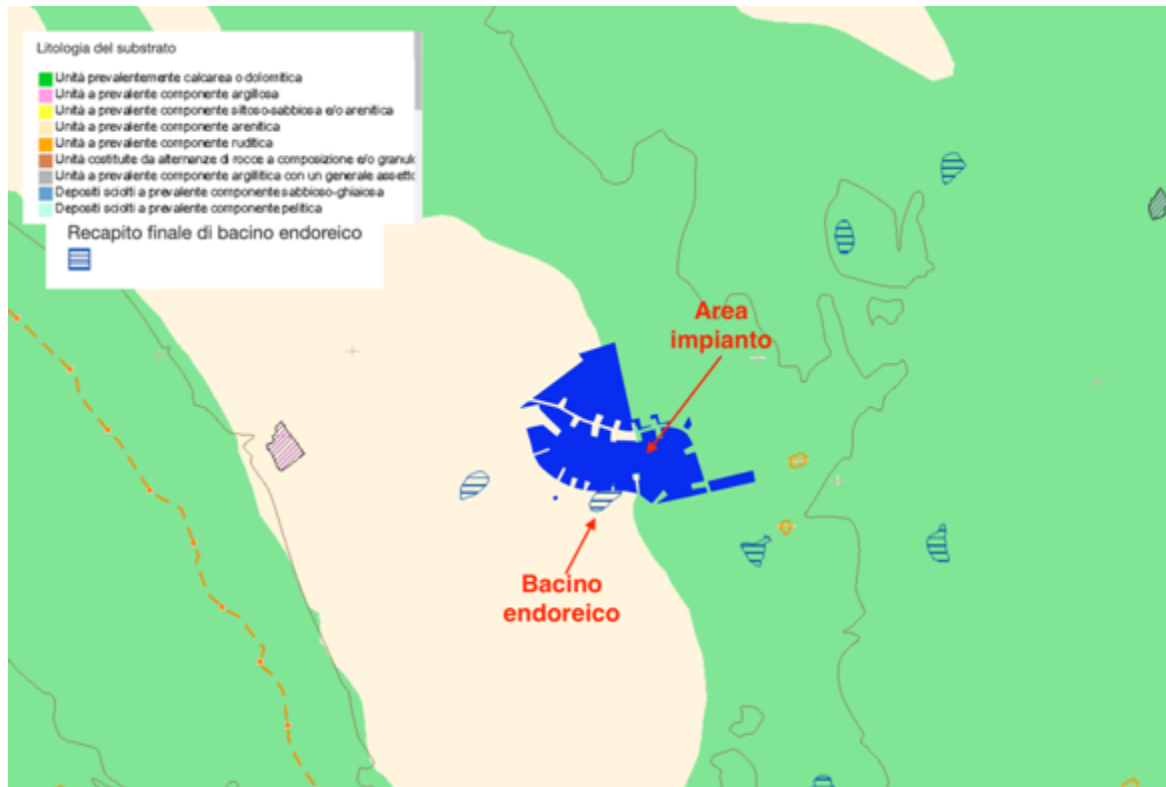 Litologia del substrato
Unità prevalentemente calcarea o dolomitica
Unità a prevalente componente argillosa
Unità a prevalente componente siltoso-sabbiosa e/o arenitica
Unità a prevalente componente arenitica
Unità a prevalente componente ruditica
Unità costituite da alternanze di rocce a composizione e/o granulo
Unità a prevalente componente argillitica con un generale assetto
Depositi sciolti a prevalente componente sabbioso-ghiaiosa
Depositi sciolti a prevalente componente pelitica
Recapito finale di bacino endoreico
Area
impianto
Bacino
endoreico